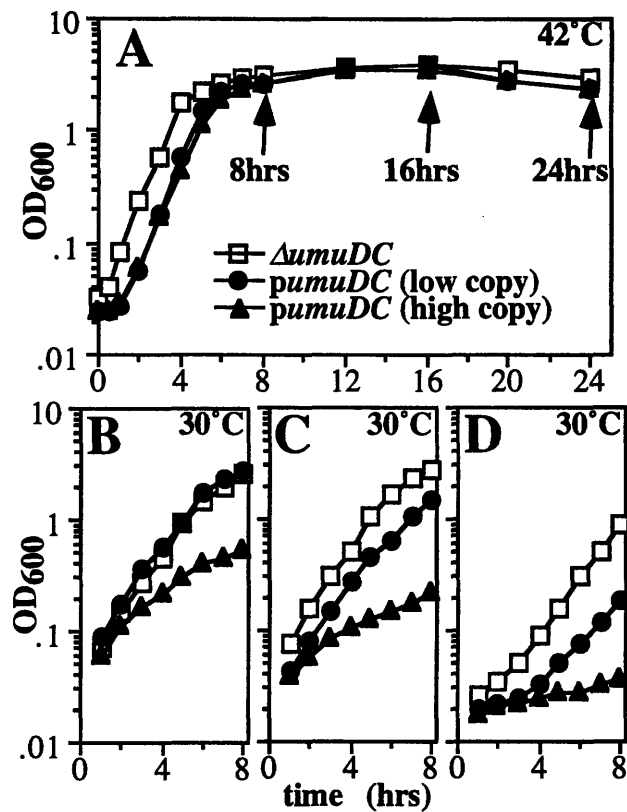 10
A
42°C
1
8hrs
16hrs
24hrs
OD600
.1
ΔumuDC
pumuDC (low copy)
pumuDC (high copy)
.01
0 4 8 12 16 20 24
10
B 30°C
C 30°C
D 30°C
1
OD600
.1
.01
0 4 8
0 4 8
0 4 8
time (hrs)